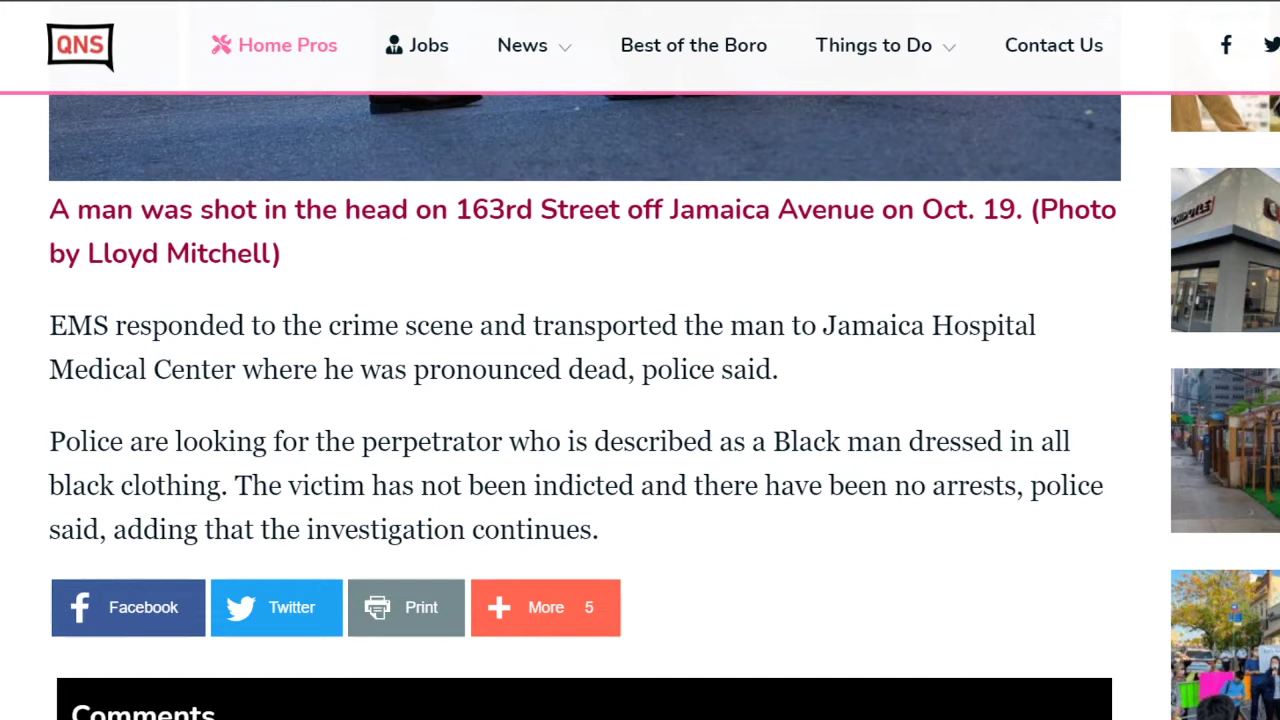 QNS
Home Pros
Jobs
News
Best of the Boro
Things to Do
Contact Us
A man was shot in the head on 163rd Street off Jamaica Avenue on Oct. 19. (Photo
by Lloyd Mitchell)
EMS responded to the crime scene and transported the man to Jamaica Hospital
Medical Center where he was pronounced dead, police said.
Police are looking for the perpetrator who is described as a Black man dressed in all
black clothing. The victim has not been indicted and there have been no arrests, police
said, adding that the investigation continues.
Facebook
Twitter
Print
More 5
Comments